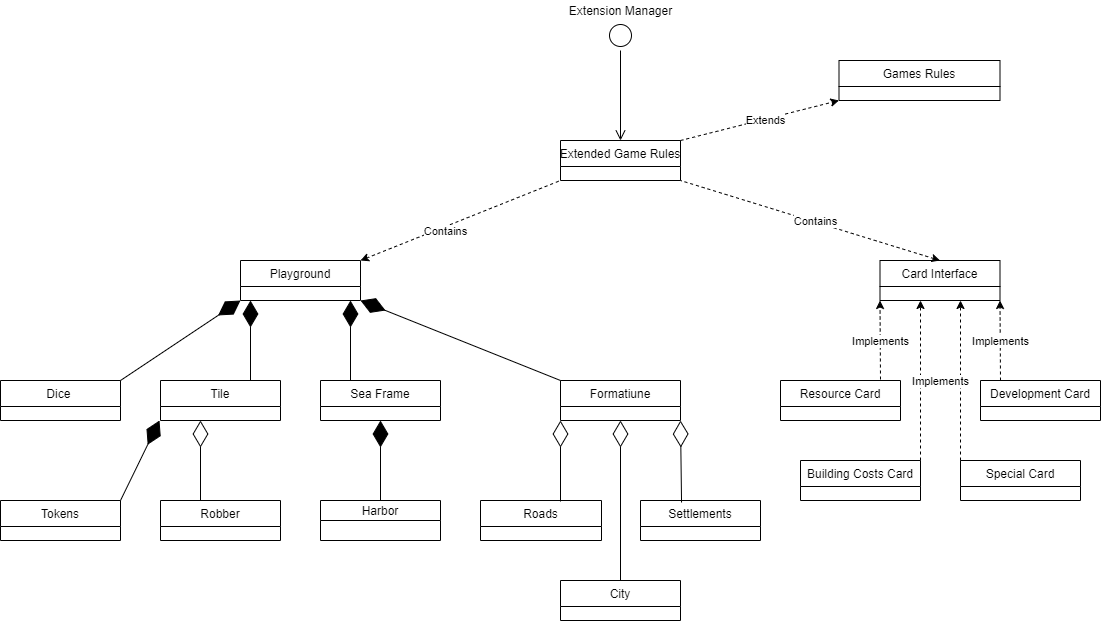 Extension Manager
Games Rules
Extends
Extended Game Rules
Contains
Contains
Playground
Card Interface
Implements
Implements
Implements
Dice
Tile
Sea Frame
Formatiune
Resource Card
Development Card
Building Costs Card
Special Card
Tokens
Robber
Harbor
Roads
Settlements
City